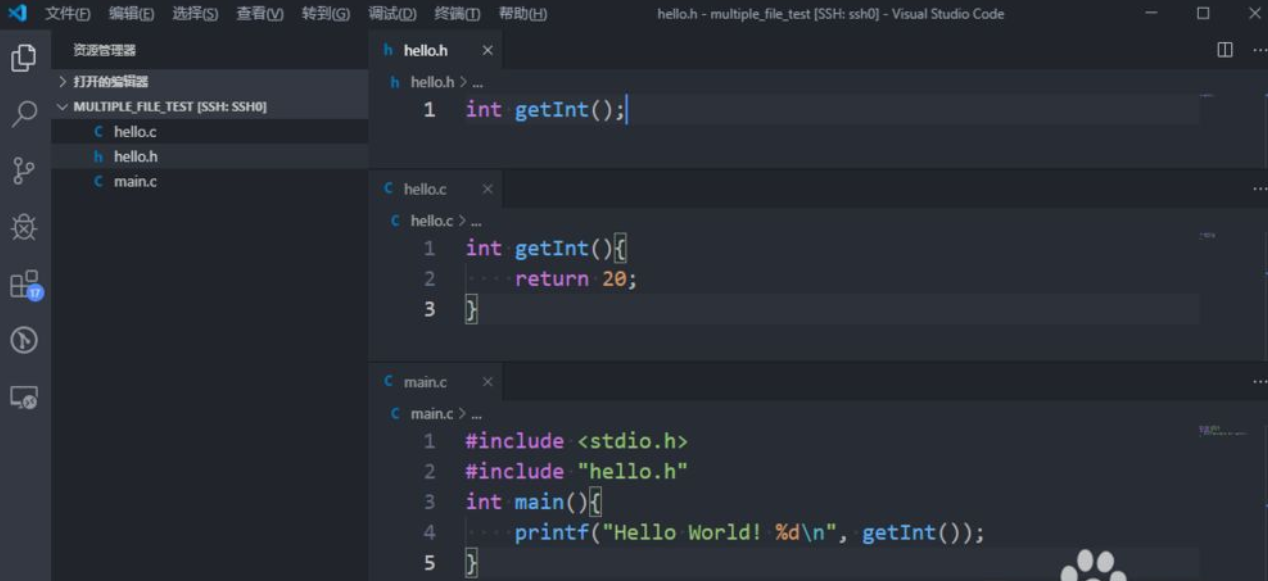 文件(F) 编辑(E) 选择(S) 查看(V) 转到(G) 调试(D) 终端(T) 帮助(H) hello.h - multiple_file_test [SSH: ssh0] - Visual Studio Code
资源管理器
打开的编辑器
MULTIPLE_FILE_TEST [SSH: SSH0]
C hello.c
h hello.h
C main.c
17
h hello.h
h hello.h > ...
1 int getInt();
C hello.c
C hello.c > ...
1 int getInt(){
2 return 20;
3 }
C main.c
C main.c > ...
1 #include <stdio.h>
2 #include "hello.h"
3 int main(){
4 printf("Hello World! %d\n", getInt());
5 }